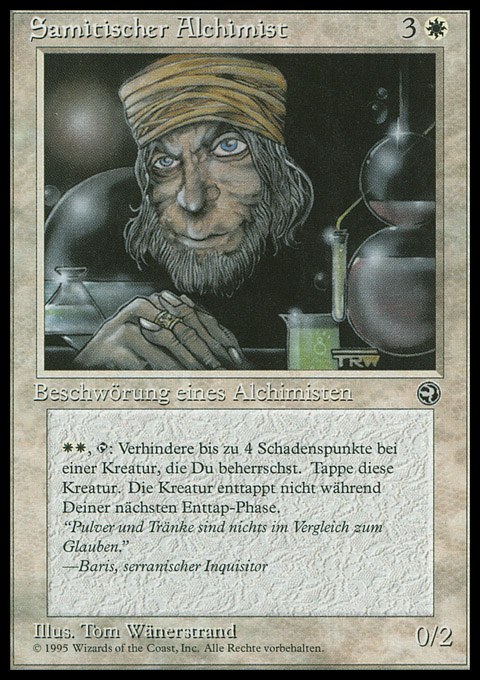 Samitischer Alchimist 3
TRW
Beschwörung eines Alchimisten
: Verhindere bis zu 4 Schadenspunkte bei
einer Kreatur, die Du beherrschst. Tappe diese
Kreatur. Die Kreatur enttappt nicht während
Deiner nächsten Enttap-Phase.
“Pulver und Tränke sind nichts im Vergleich zum
Glauben.”
—Baris, serranischer Inquisitor
Illus. Tom Wänerstrand 0/2
© 1995 Wizards of the Coast, Inc. Alle Rechte vorbehalten.